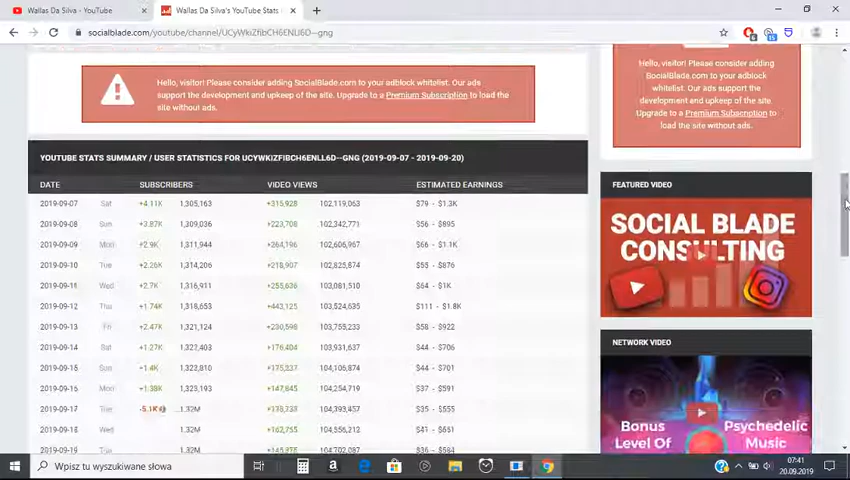 Wallas Da Silva - YouTube
Wallas Da Silva's YouTube Stats
socialblade.com/youtube/channel/UCyWkiZfibCH6ENLl6D--gng
Hello, visitor! Please consider adding SocialBlade.com to your adblock whitelist. Our ads
support the development and upkeep of the site. Upgrade to a Premium Subscription to load
the site without ads.
Hello, visitor! Please
consider adding
SocialBlade.com to your
adblock whitelist. Our ads
support the development
and upkeep of the site.
Upgrade to a Premium
Subscription to load the
site without ads.
YOUTUBE STATS SUMMARY / USER STATISTICS FOR UCYWKIZFIBCH6ENLL6D--GNG (2019-09-07 - 2019-09-20)
DATE SUBSCRIBERS VIDEO VIEWS ESTIMATED EARNINGS
2019-09-07 Sat +4.11K 1,305,163 +315,928 102,119,063 $79 - $1.3K
2019-09-08 Sun +3.87K 1,309,036 +223,708 102,342,771 $56 - $895
2019-09-09 Mon +2.9K 1,311,944 +264,196 102,606,967 $66 - $1.1K
2019-09-10 Tue +2.26K 1,314,206 +218,907 102,825,874 $55 - $876
2019-09-11 Wed +2.7K 1,316,911 +255,636 103,081,510 $64 - $1K
2019-09-12 Thu +1.74K 1,318,653 +443,125 103,524,635 $111 - $1.8K
2019-09-13 Fri +2.47K 1,321,124 +230,598 103,755,233 $58 - $922
2019-09-14 Sat +1.27K +176,404 103,931,637 $44 - $706
2019-09-15 Sun +1.4K 104,106,874 $44 - $701
2019-09-16 Mon +1.38K +147,845 104,254,719 $37 - $591
2019-09-17 Tue -5.1K 1.32M 104,393,457 $35 - $555
2019-09-18 Wed 1.32M +162,755 104,556,212 $41 - $651
2019-09-19 Thu 1.32M 104,702,087 $36 - $584
FEATURED VIDEO
SOCIAL BLADE
CONSULTING
NETWORK VIDEO
Bonus
Level Of
Psychedelic
Music
Wpisz tu wyszukiwane słowa
07:41
20.09.2019